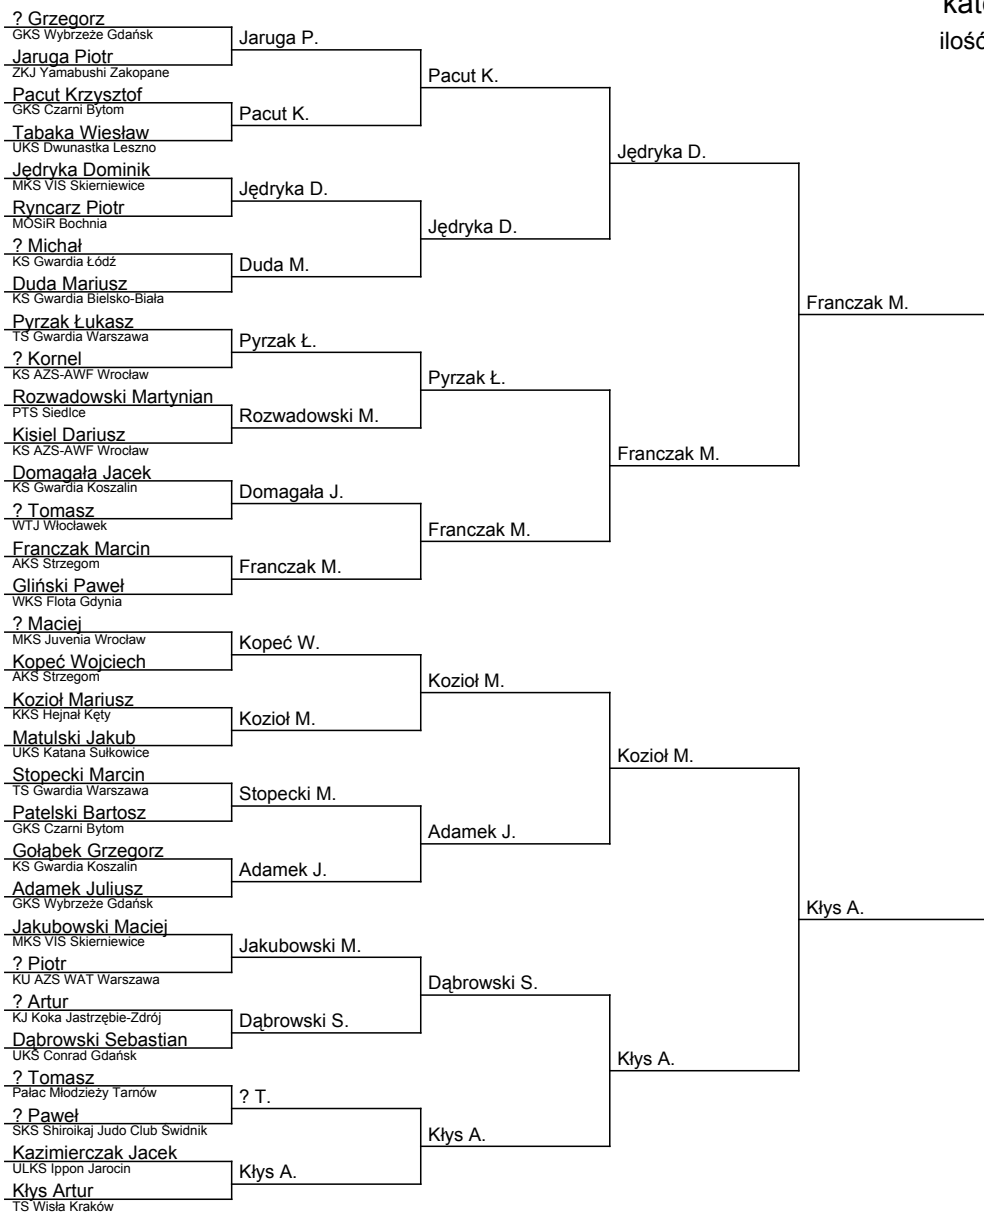 ? Grzegorz
GKS Wybrzeże Gdańsk
Jaruga Piotr
ZKJ Yamabushi Zakopane
Pacut Krzysztof
GKS Czarni Bytom
Tabaka Wiesław
UKS Dwunastka Leszno
Jędryka Dominik
MKS VIS Skierniewice
Ryncarz Piotr
MOSiR Bochnia
? Michał
KS Gwardia Łódź
Duda Mariusz
KS Gwardia Bielsko-Biała
Pyrzak Łukasz
TS Gwardia Warszawa
? Kornel
KS AZS-AWF Wrocław
Rozwadowski Martynian
PTS Siedlce
Kisiel Dariusz
KS AZS-AWF Wrocław
Domagała Jacek
KS Gwardia Koszalin
? Tomasz
WTJ Włocławek
Franczak Marcin
AKS Strzegom
Gliński Paweł
WKS Flota Gdynia
? Maciej
MKS Juvenia Wrocław
Kopeć Wojciech
AKS Strzegom
Kozioł Mariusz
KKS Hejnał Kęty
Matulski Jakub
UKS Katana Sułkowice
Stopecki Marcin
TS Gwardia Warszawa
Patelski Bartosz
GKS Czarni Bytom
Gołąbek Grzegorz
KS Gwardia Koszalin
Adamek Juliusz
GKS Wybrzeże Gdańsk
Jakubowski Maciej
MKS VIS Skierniewice
? Piotr
KU AZS WAT Warszawa
? Artur
KJ Koka Jastrzębie-Zdrój
Dąbrowski Sebastian
UKS Conrad Gdańsk
? Tomasz
Pałac Młodzieży Tarnów
? Paweł
SKS Shiroikaj Judo Club Świdnik
Kazimierczak Jacek
ULKS Ippon Jarocin
Kłys Artur
TS Wisła Kraków
Jaruga P.
Pacut K.
Jędryka D.
Duda M.
Pyrzak Ł.
Rozwadowski M.
Domagała J.
Franczak M.
Kopeć W.
Kozioł M.
Stopecki M.
Adamek J.
Jakubowski M.
Dąbrowski S.
? T.
Kłys A.
Pacut K.
Jędryka D.
Pyrzak Ł.
Franczak M.
Kozioł M.
Adamek J.
Dąbrowski S.
Kłys A.
Jędryka D.
Franczak M.
Kozioł M.
Kłys A.
Franczak M.
Kłys A.
ilość